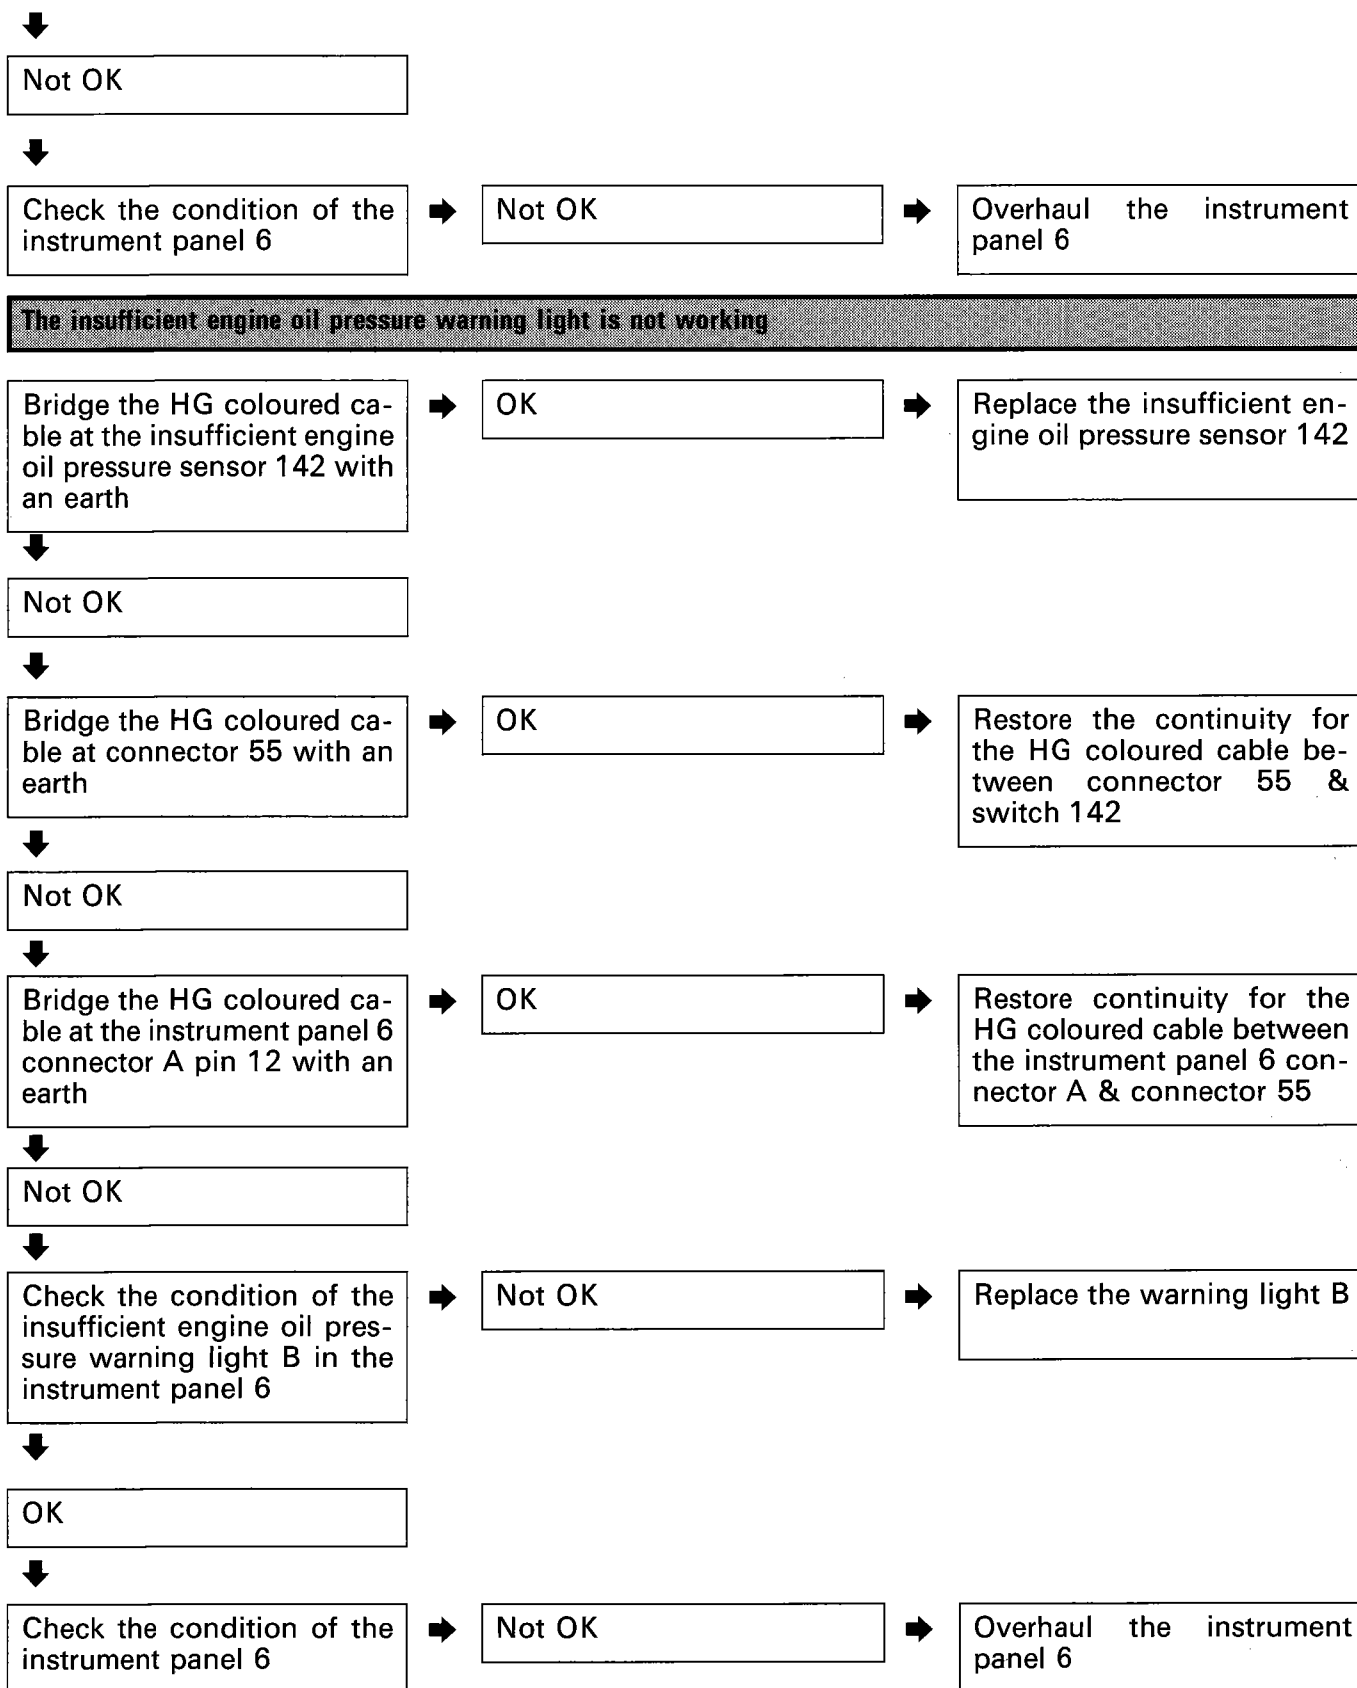 Not OK
Check the condition of the
instrument panel 6
Not OK
Overhaul the instrument
panel 6
The insufficient engine oil pressure warning light is not working
Bridge the HG coloured ca-
ble at the insufficient engine
oil pressure sensor 142 with
an earth
OK
Replace the insufficient en-
gine oil pressure sensor 142
Not OK
Bridge the HG coloured ca-
ble at connector 55 with an
earth
OK
Restore the continuity for
the HG coloured cable be-
tween connector 55 &
switch 142
Not OK
Bridge the HG coloured ca-
ble at the instrument panel 6
connector A pin 12 with an
earth
OK
Restore continuity for the
HG coloured cable between
the instrument panel 6 con-
nector A & connector 55
Not OK
Check the condition of the
insufficient engine oil pres-
sure warning light B in the
instrument panel 6
Not OK
Replace the warning light B
OK
Check the condition of the
instrument panel 6
Not OK
Overhaul the instrument
panel 6